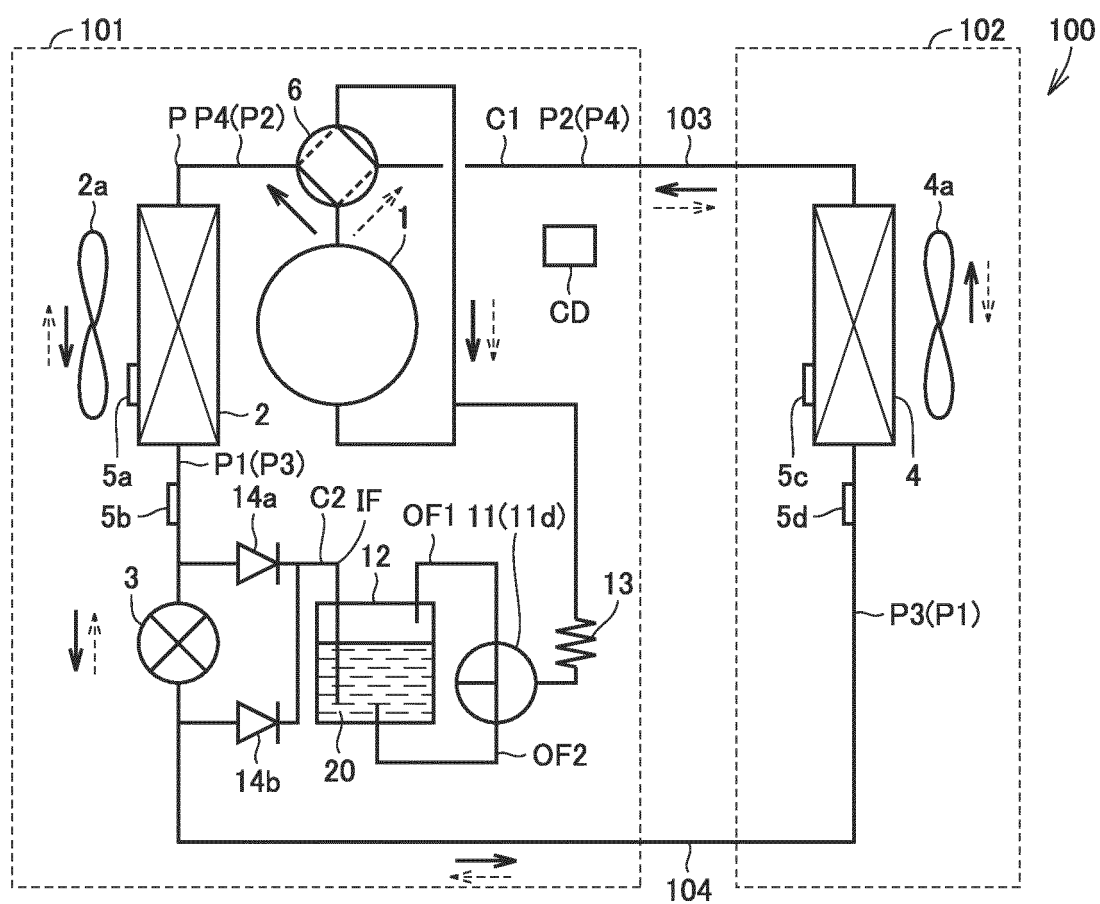 101
102
100
6
P P4(P2)
C1 P2(P4) 103
2a
1
4a
CD
2
4
5a
P1(P3)
5c
5b
14a
C2 IF
OF1 11(11d)
5d
12
3
13
P3(P1)
14b
20
OF2
104